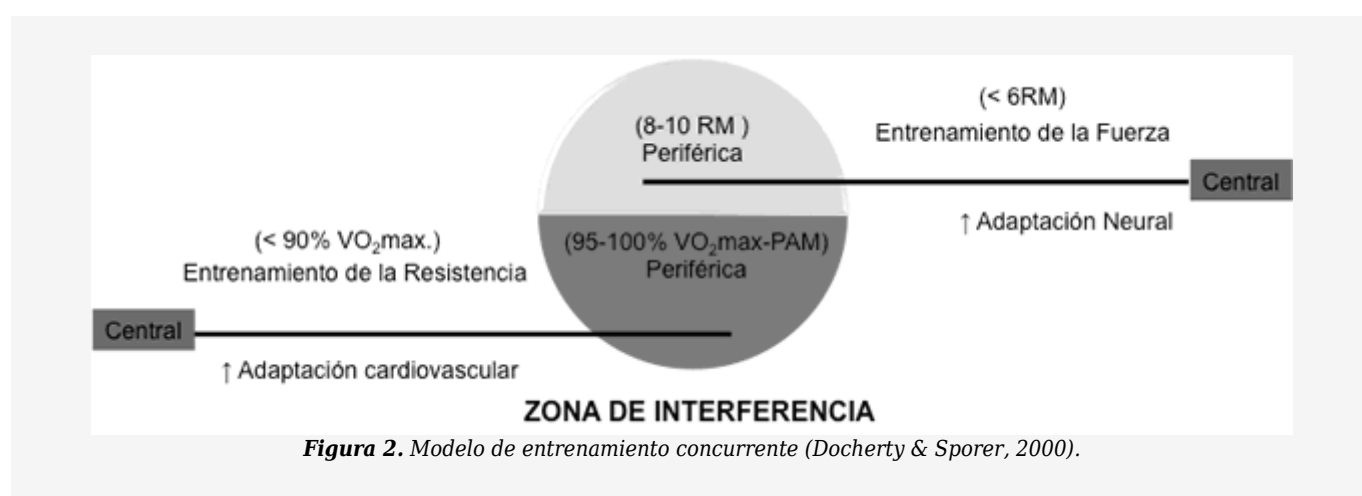 (< 6RM)
Entrenamiento de la Fuerza
Central
↑ Adaptación Neural
(8-10 RM )
Periférica
(95-100% VO₂max-PAM)
Periférica
(< 90% VO₂max.)
Entrenamiento de la Resistencia
Central
↑ Adaptación cardiovascular
ZONA DE INTERFERENCIA
Figura 2. Modelo de entrenamiento concurrente (Docherty & Sporer, 2000).